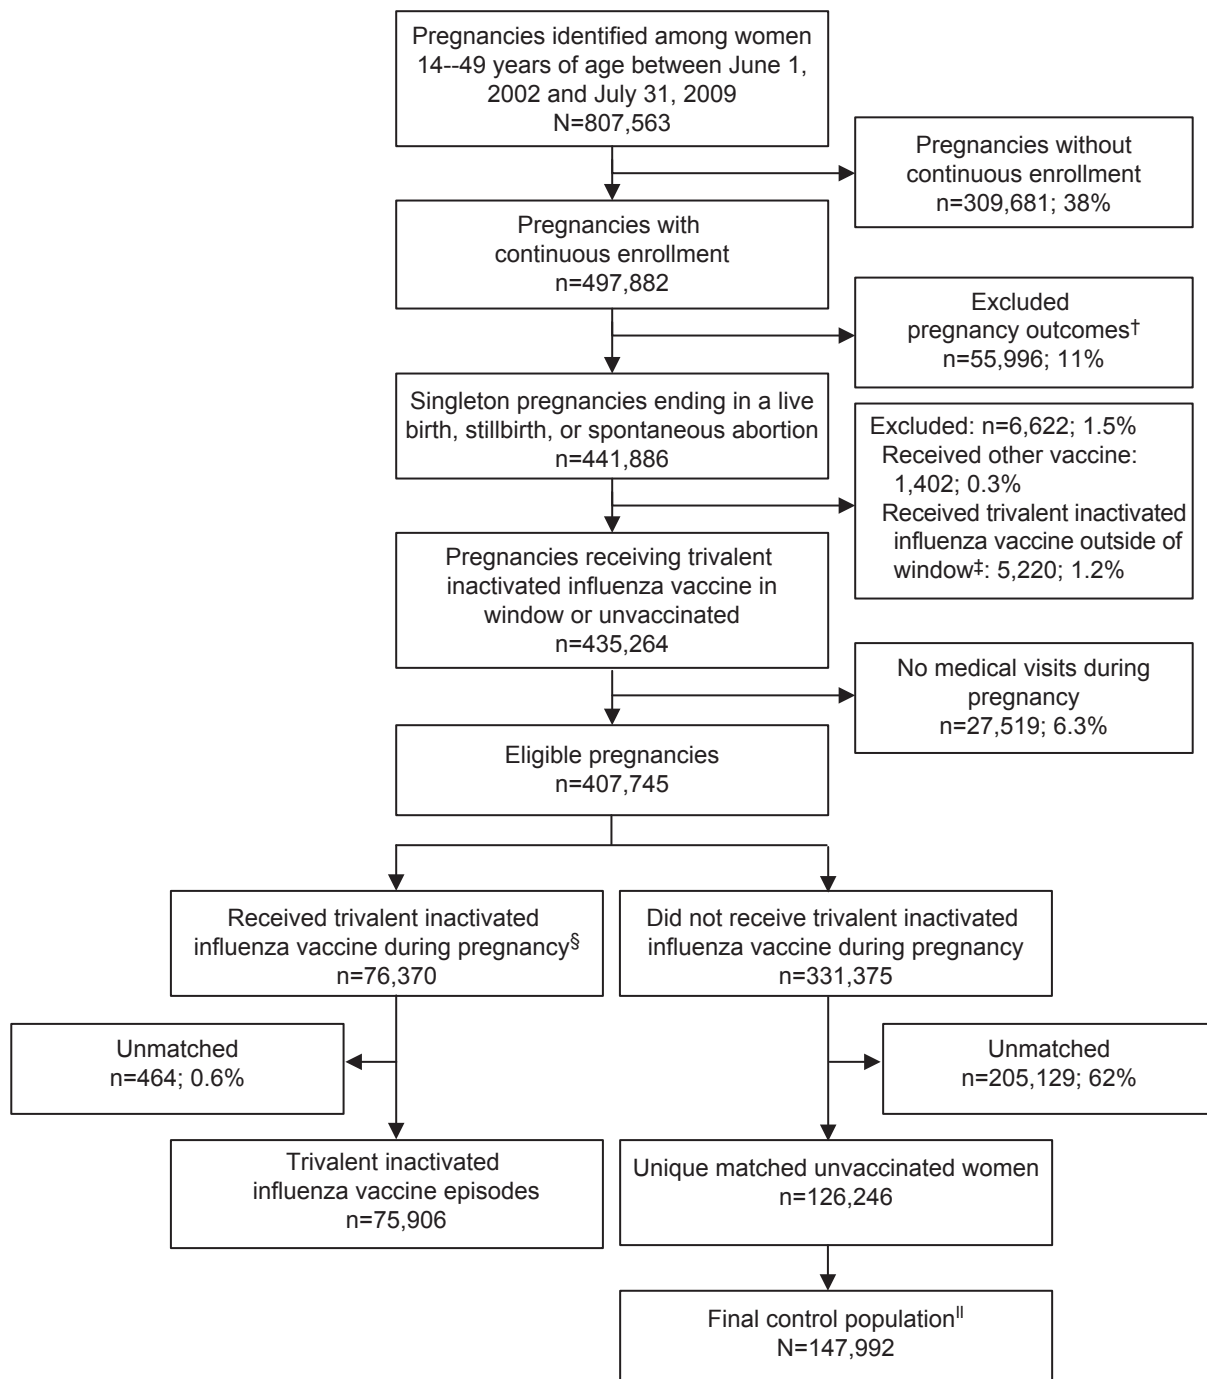 Pregnancies identified among women
14--49 years of age between June 1,
2002 and July 31, 2009
N=807,563
Pregnancies without
continuous enrollment
n=309,681; 38%
Pregnancies with
continuous enrollment
n=497,882
Excluded
pregnancy outcomes†
n=55,996; 11%
Singleton pregnancies ending in a live
birth, stillbirth, or spontaneous abortion
n=441,886
Excluded: n=6,622; 1.5%
Received other vaccine:
1,402; 0.3%
Received trivalent inactivated
influenza vaccine outside of
window‡: 5,220; 1.2%
Pregnancies receiving trivalent
inactivated influenza vaccine in
window or unvaccinated
n=435,264
No medical visits during
pregnancy
n=27,519; 6.3%
Eligible pregnancies
n=407,745
Received trivalent inactivated
influenza vaccine during pregnancy§
n=76,370
Did not receive trivalent inactivated
influenza vaccine during pregnancy
n=331,375
Unmatched
n=464; 0.6%
Unmatched
n=205,129; 62%
Trivalent inactivated
influenza vaccine episodes
n=75,906
Unique matched unvaccinated women
n=126,246
Final control population||
N=147,992